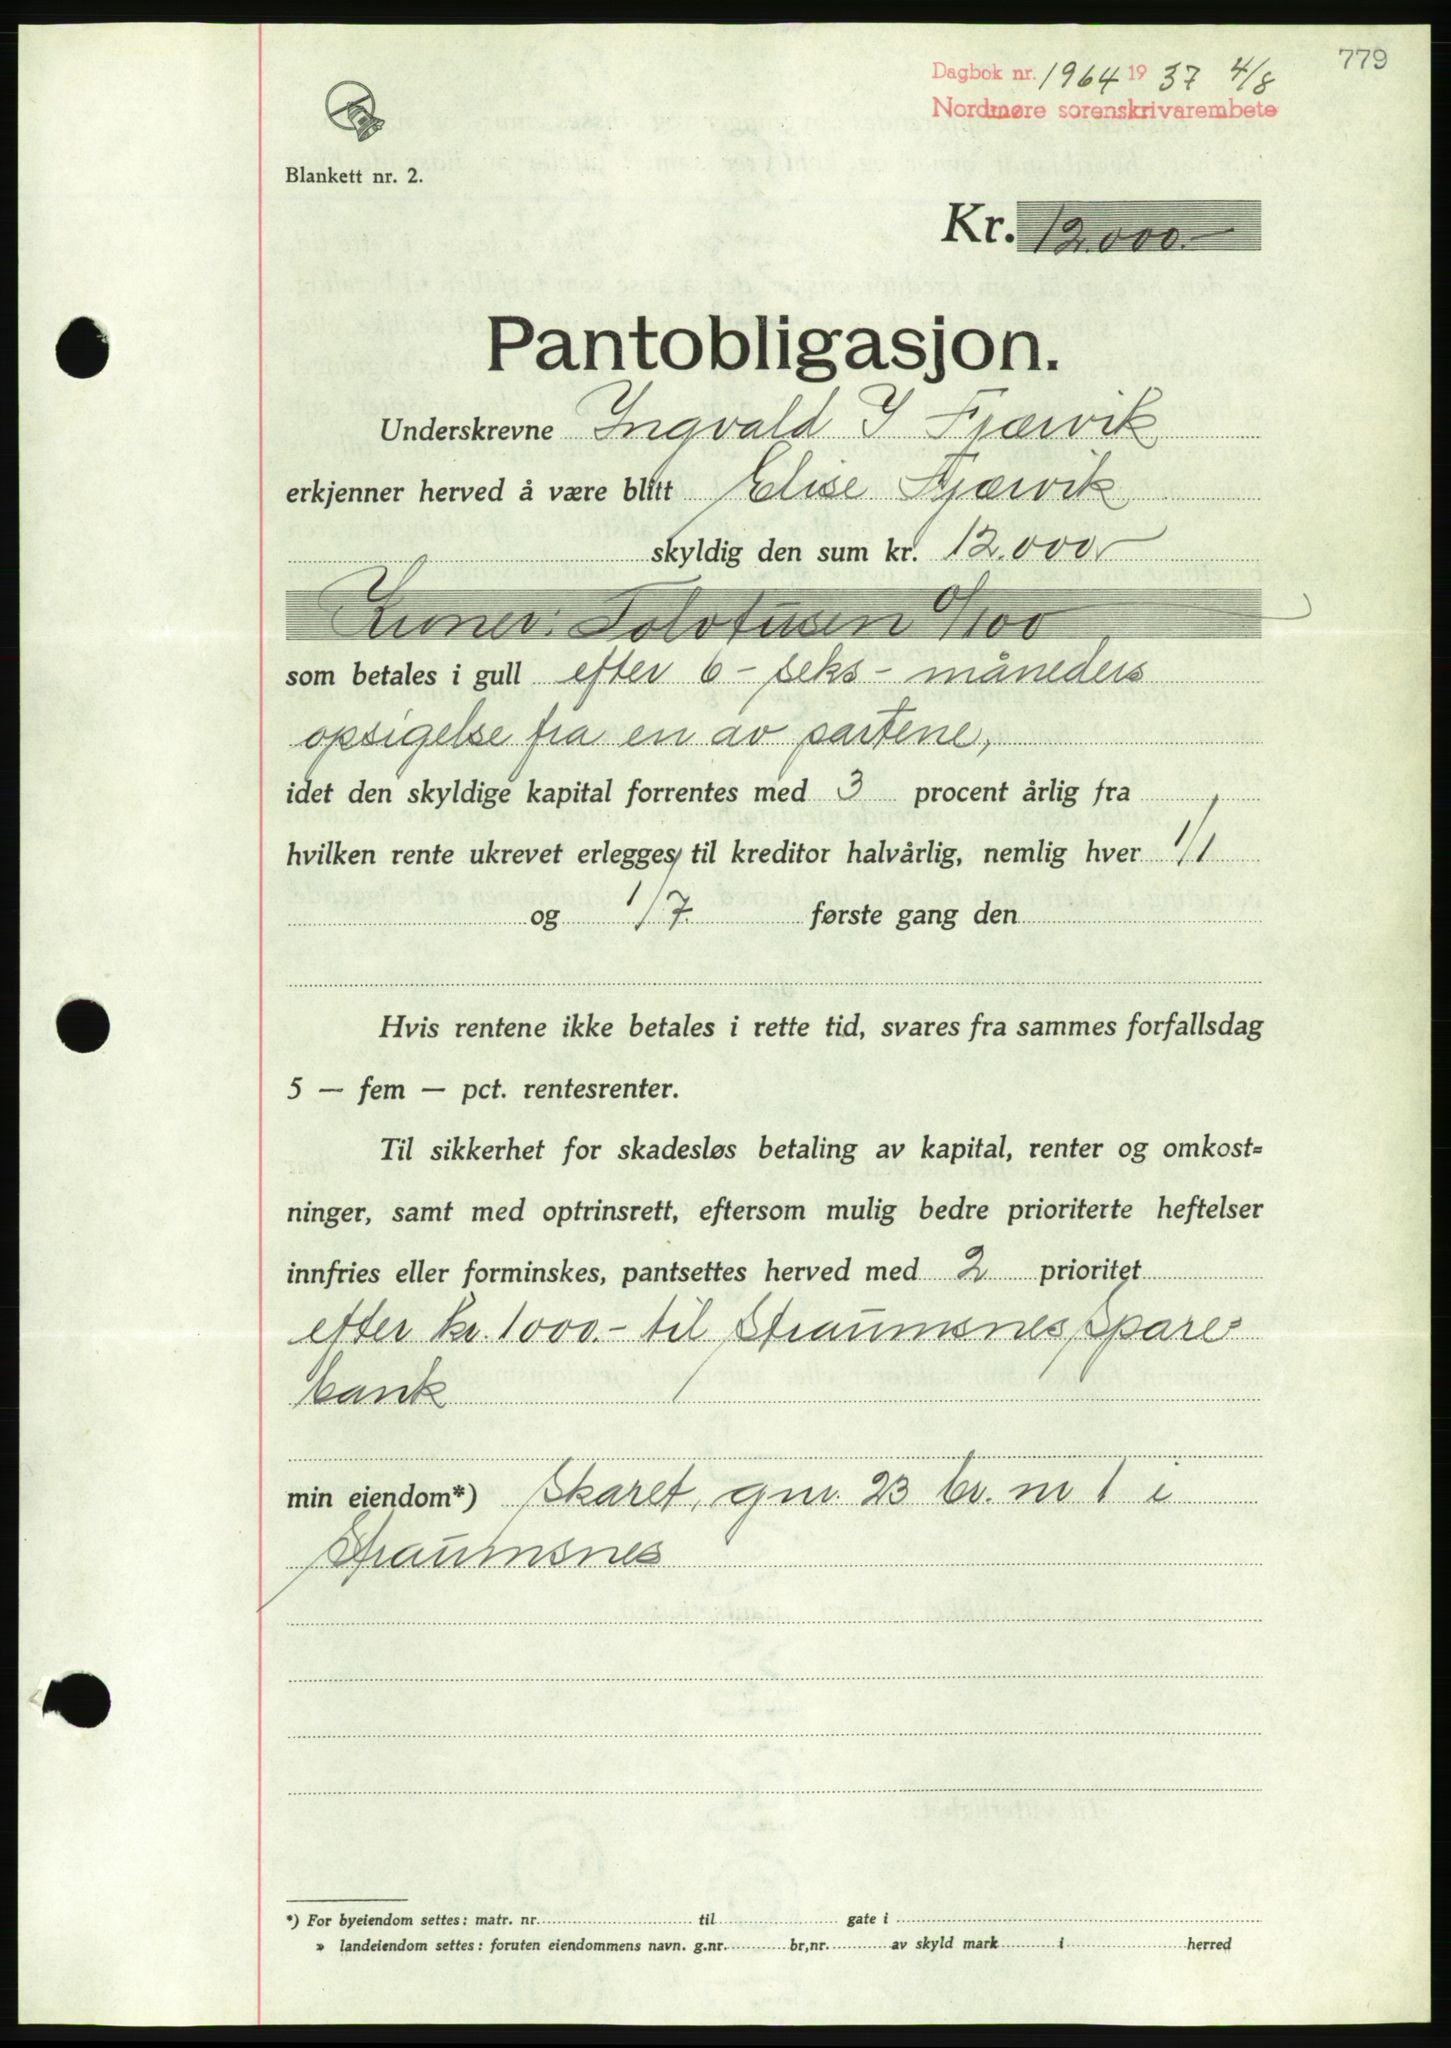 779
Dagbok nr. 1964 1937 4/8
Nordmøre sorenskrivarembete
Blankett nr. 2.
Kr. 12.000.-
Pantobligasjon.
Underskrevne Ingvald I Fjærvik
erkjenner herved å være blitt Elise Fjærvik
skyldig den sum kr. 12.000
Kroner: Tolvtusen 0/100
som betales i gull efter 6 - seks - måneders
opsigelse fra en av partene,
idet den skyldige kapital forrentes med 3 procent årlig fra
hvilken rente ukrevet erlegges til kreditor halvårlig, nemlig hver 1/1
og 1/7. første gang den
Hvis rentene ikke betales i rette tid, svares fra sammes forfallsdag
5 — fem — pct. rentesrenter.
Til sikkerhet for skadesløs betaling av kapital, renter og omkost=
ninger, samt med optrinsrett, eftersom mulig bedre prioriterte heftelser
innfries eller forminskes, pantsettes herved med 2 prioritet
efter kr. 1000.- til Straumsnes Spare=
bank
min eiendom*) Skaret, gnr. 23 br. nr 1 i
Straumsnes
*) For byeiendom settes: matr. nr. til gate i
» landeiendom settes: foruten eiendommens navn. g.nr. br,nr. av skyld mark i herred